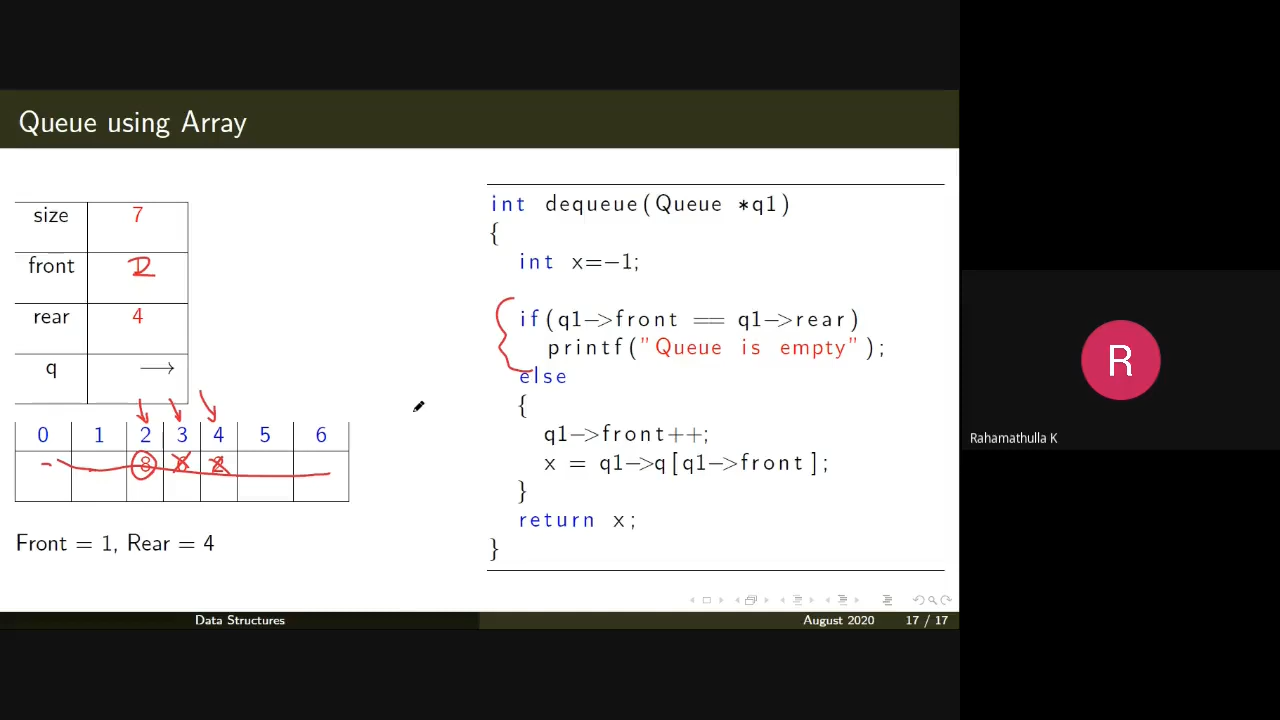 Queue using Array
size 7
front 2
rear 4
q →
0 1 2 3 4 5 6
8
Front = 1, Rear = 4
int dequeue(Queue *q1)
{
int x=−1;
if(q1−>front == q1−>rear)
printf("Queue is empty");
else
{
q1−>front++;
x = q1−>q[q1−>front];
}
return x;
}
Data Structures
August 2020 17 / 17
R
Rahamathulla K